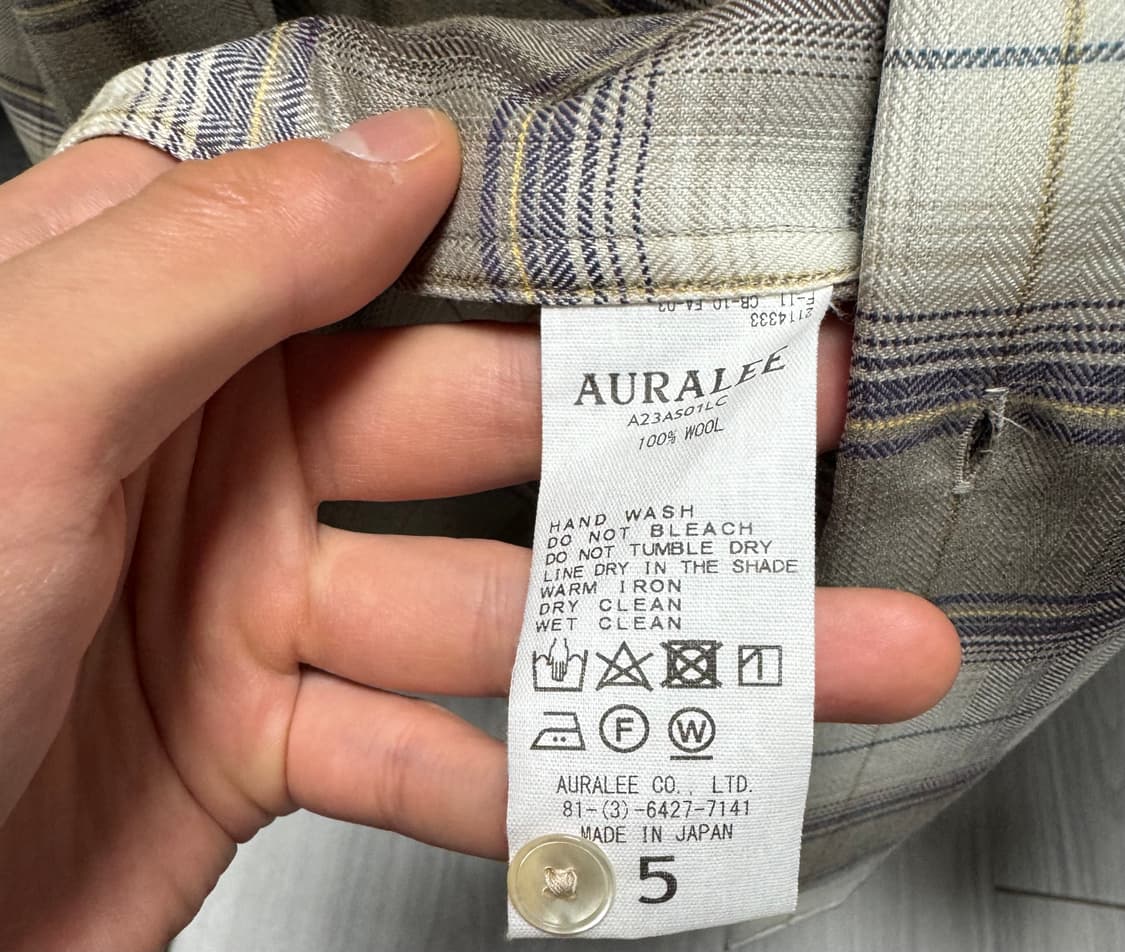 F-11 CB-10 FA-03
2114333
AURALEE
A23AS01LC
100% WOOL
HAND WASH
DO NOT BLEACH
DO NOT TUMBLE DRY
LINE DRY IN THE SHADE
WARM IRON
DRY CLEAN
WET CLEAN
F
W
AURALEE CO., LTD.
81-(3)-6427-7141
MADE IN JAPAN
5